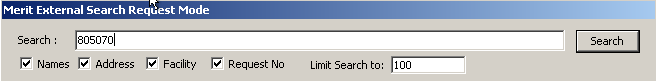 Merit External Search Request Mode
Search : 805070 Search
Names Address Facility Request No Limit Search to: 100